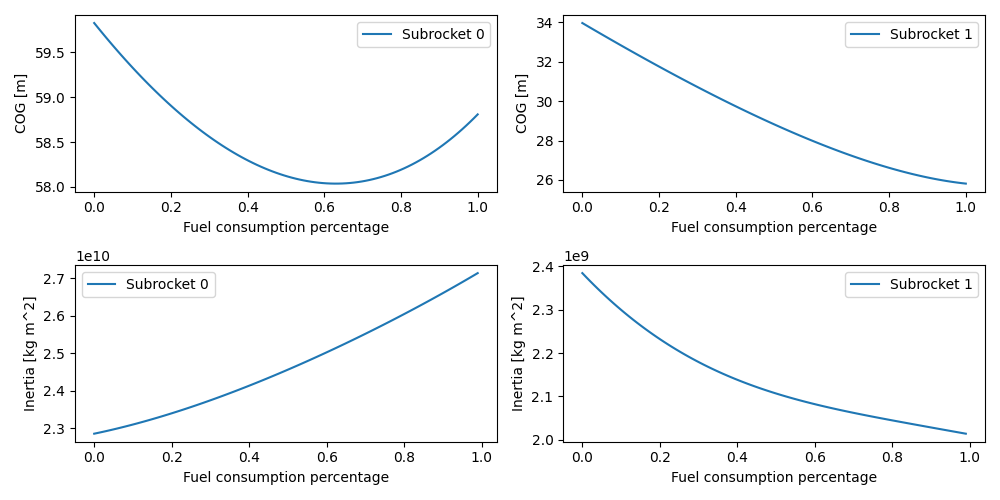 Subrocket 0
COG [m]
59.5
59.0
58.5
58.0
0.0 0.2 0.4 0.6 0.8 1.0
Fuel consumption percentage
Subrocket 1
COG [m]
34
32
30
28
26
0.0 0.2 0.4 0.6 0.8 1.0
Fuel consumption percentage
1e10
Subrocket 0
Inertia [kg m^2]
2.7
2.6
2.5
2.4
2.3
0.0 0.2 0.4 0.6 0.8 1.0
Fuel consumption percentage
1e9
Subrocket 1
Inertia [kg m^2]
2.4
2.3
2.2
2.1
2.0
0.0 0.2 0.4 0.6 0.8 1.0
Fuel consumption percentage